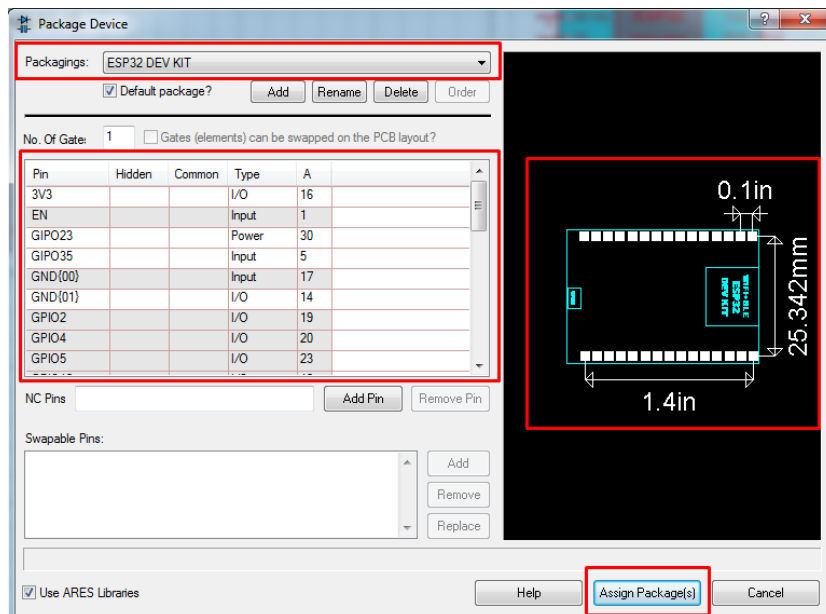 Package Device
Packagings: ESP32 DEV KIT
Default package? Add Rename Delete Order
No. Of Gate: 1 Gates (elements) can be swapped on the PCB layout?
Pin Hidden Common Type A
3V3 I/O 16
EN Input 1
GIPO23 Power 30
GIPO35 Input 5
GND{00} Input 17
GND{01} I/O 14
GPIO2 I/O 19
GPIO4 I/O 20
GPIO5 I/O 23
NC Pins Add Pin Remove Pin
Swapable Pins:
Add
Remove
Replace
0.1in
WIFI+BLE
ESP32
DEV KIT
25.342mm
1.4in
Use ARES Libraries Help Assign Package(s) Cancel